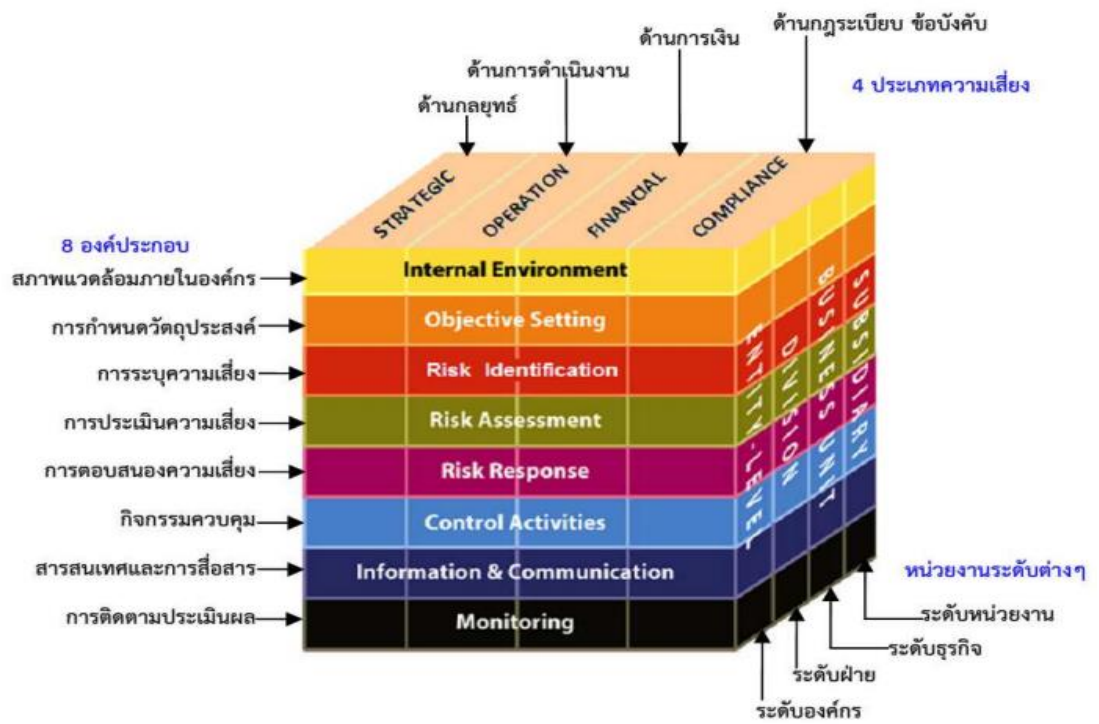 ด้านกฎระเบียบ ข้อบังคับ
ด้านการเงิน
ด้านการดำเนินงาน
ด้านกลยุทธ์
4 ประเภทความเสี่ยง
STRATEGIC
OPERATION
FINANCIAL
COMPLIANCE
8 องค์ประกอบ
สภาพแวดล้อมภายในองค์กร
Internal Environment
การกำหนดวัตถุประสงค์
Objective Setting
การระบุความเสี่ยง
Risk Identification
การประเมินความเสี่ยง
Risk Assessment
การตอบสนองความเสี่ยง
Risk Response
กิจกรรมควบคุม
Control Activities
สารสนเทศและการสื่อสาร
Information & Communication
การติดตามประเมินผล
Monitoring
ENTITY-LEVEL
DIVISION
BUSINESS UNIT
SUBSIDIARY
หน่วยงานระดับต่างๆ
ระดับหน่วยงาน
ระดับธุรกิจ
ระดับฝ่าย
ระดับองค์กร